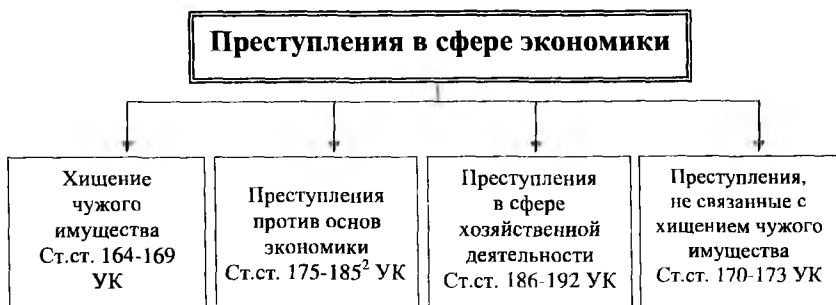 Преступления в сфере экономики
Хищение
чужого
имущества
Ст.ст. 164-169
УК
Преступления
против основ
экономики
Ст.ст. 175-185² УК
Преступления
в сфере
хозяйственной
деятельности
Ст.ст. 186-192 УК
Преступления,
не связанные с
хищением чужого
имущества
Ст.ст. 170-173 УК